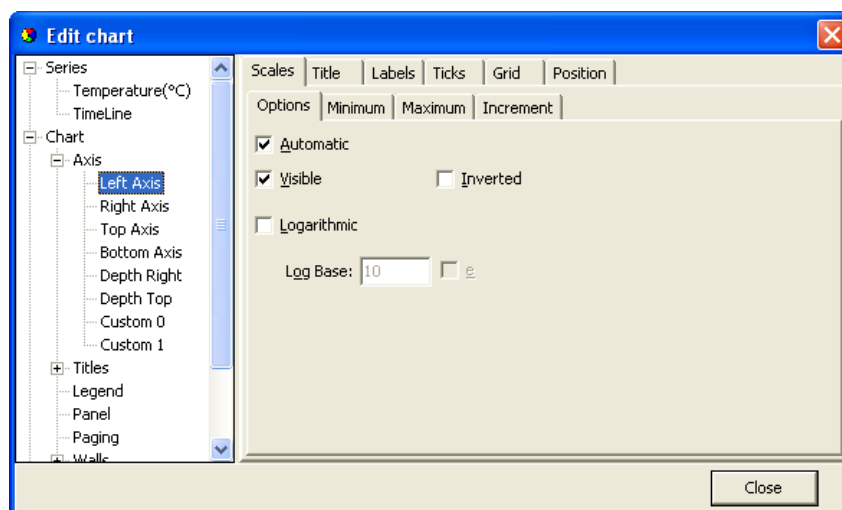 Edit chart
Series
Temperature(°C)
TimeLine
Chart
Axis
Left Axis
Right Axis
Top Axis
Bottom Axis
Depth Right
Depth Top
Custom 0
Custom 1
Titles
Legend
Panel
Paging
Walls
Scales Title Labels Ticks Grid Position
Options Minimum Maximum Increment
Automatic
Visible Inverted
Logarithmic
Log Base: 10 e
Close